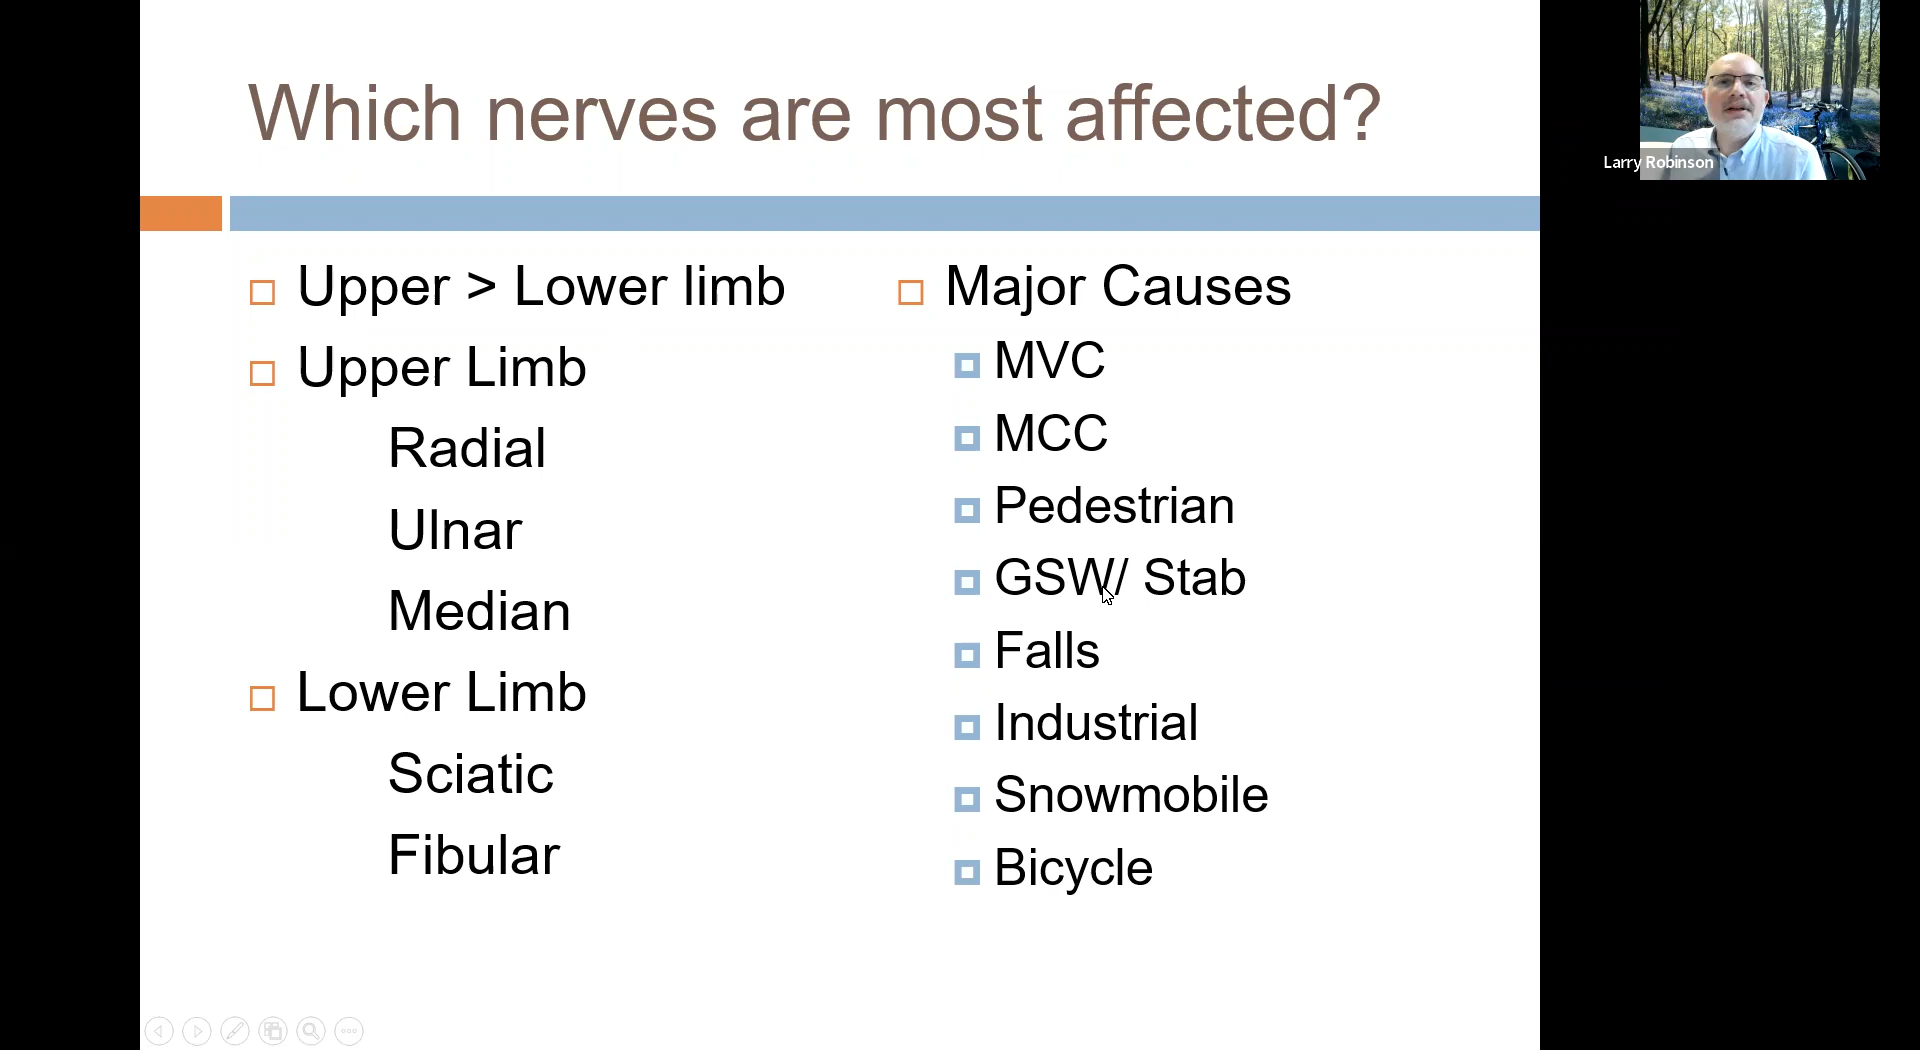 Which nerves are most affected?
Upper > Lower limb
Upper Limb
Radial
Ulnar
Median
Lower Limb
Sciatic
Fibular
Major Causes
MVC
MCC
Pedestrian
GSW/ Stab
Falls
Industrial
Snowmobile
Bicycle
Larry Robinson